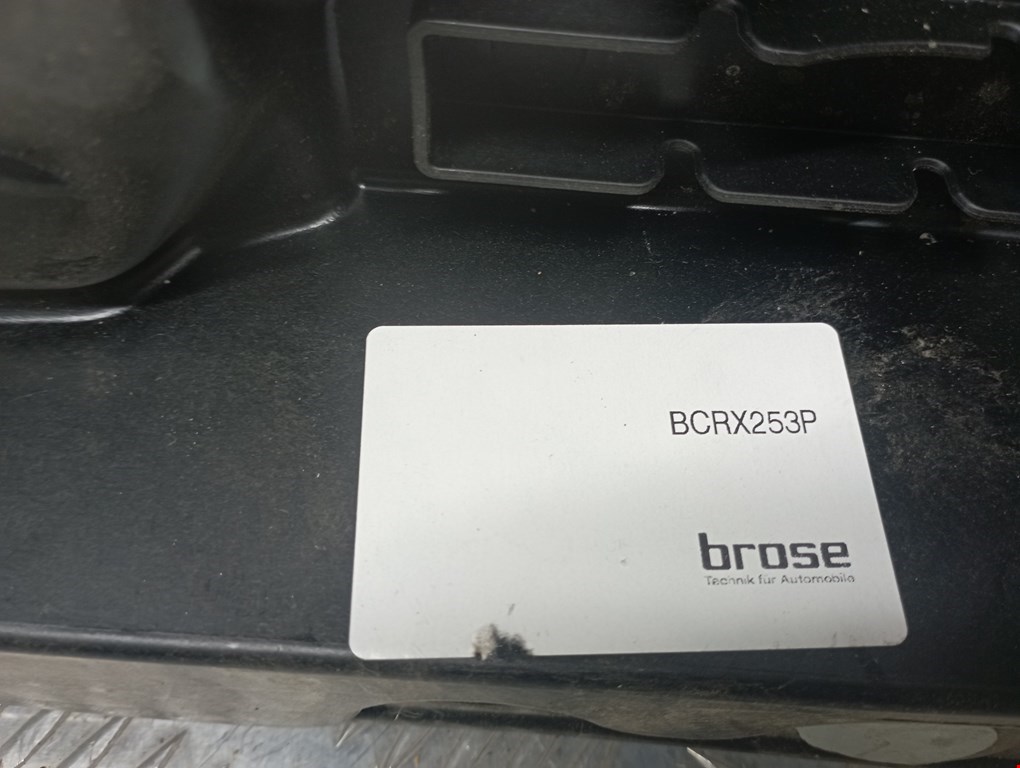 BCRX253P
brose
Technik für Automobile